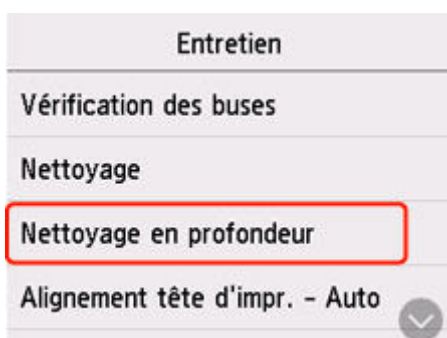 Entretien
Vérification des buses
Nettoyage
Nettoyage en profondeur
Alignement tête d'impr. - Auto